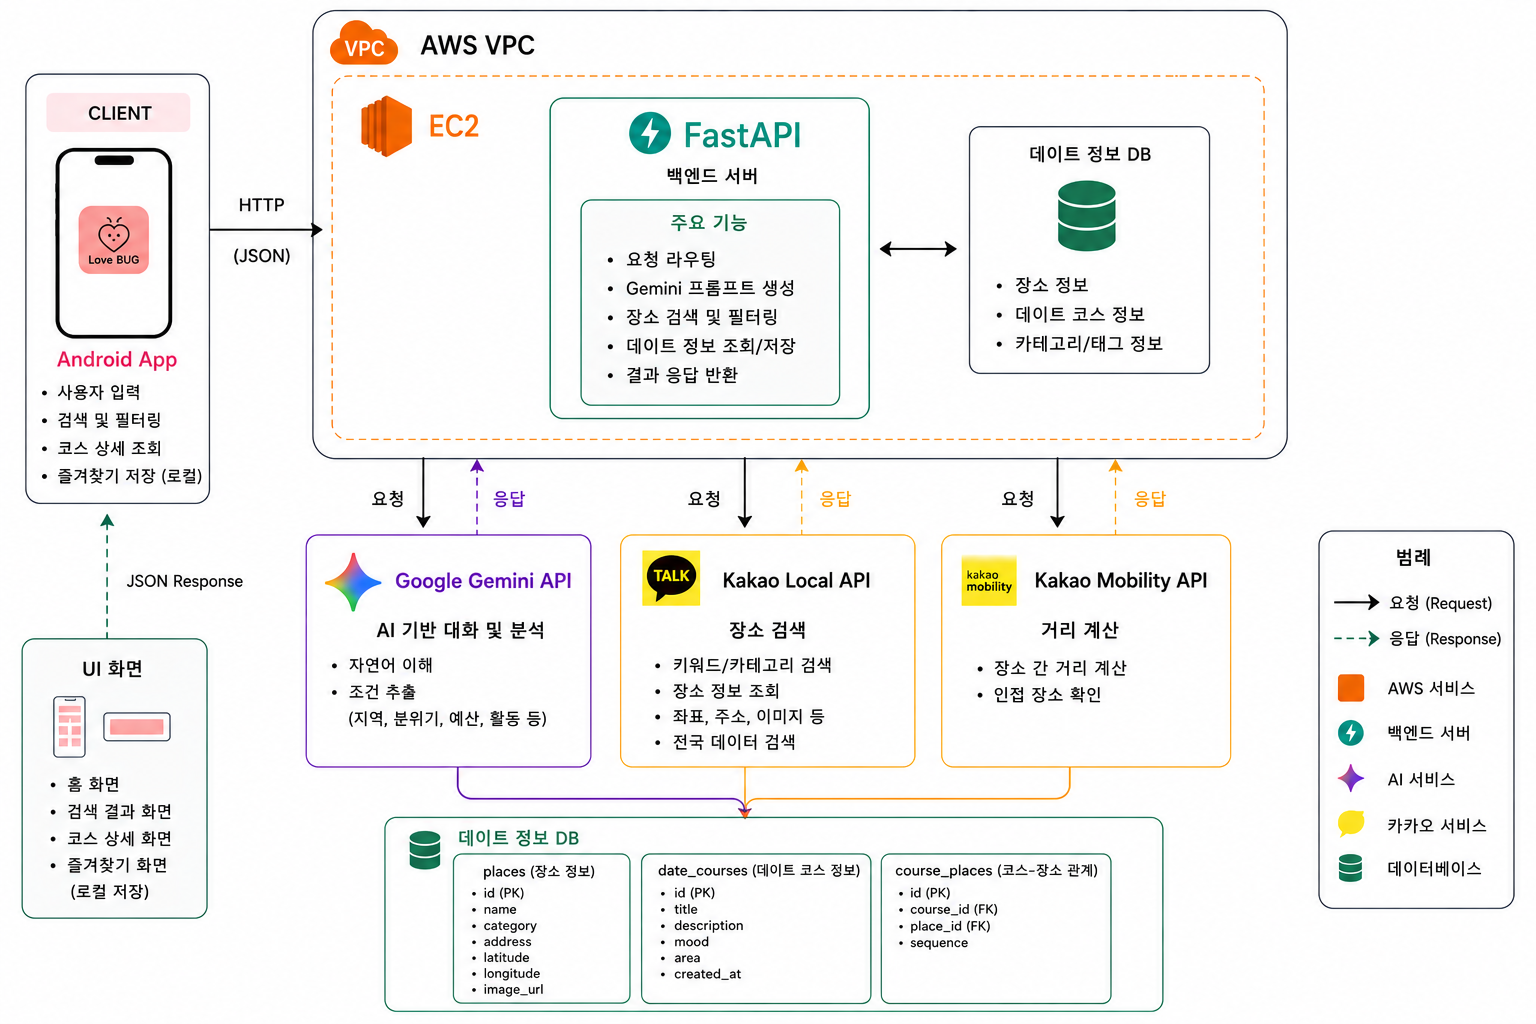 VPC
AWS VPC
CLIENT
Love BUG
Android App
• 사용자 입력
• 검색 및 필터링
• 코스 상세 조회
• 즐겨찾기 저장 (로컬)
HTTP
(JSON)
EC2
FastAPI
백엔드 서버
주요 기능
• 요청 라우팅
• Gemini 프롬프트 생성
• 장소 검색 및 필터링
• 데이트 정보 조회/저장
• 결과 응답 반환
데이트 정보 DB
• 장소 정보
• 데이트 코스 정보
• 카테고리/태그 정보
요청
응답
요청
응답
요청
응답
JSON Response
UI 화면
• 홈 화면
• 검색 결과 화면
• 코스 상세 화면
• 즐겨찾기 화면
(로컬 저장)
Google Gemini API
AI 기반 대화 및 분석
• 자연어 이해
• 조건 추출
(지역, 분위기, 예산, 활동 등)
TALK
Kakao Local API
장소 검색
• 키워드/카테고리 검색
• 장소 정보 조회
• 좌표, 주소, 이미지 등
• 전국 데이터 검색
kakao
mobility
Kakao Mobility API
거리 계산
• 장소 간 거리 계산
• 인접 장소 확인
데이트 정보 DB
places (장소 정보)
• id (PK)
• name
• category
• address
• latitude
• longitude
• image_url
date_courses (데이트 코스 정보)
• id (PK)
• title
• description
• mood
• area
• created_at
course_places (코스-장소 관계)
• id (PK)
• course_id (FK)
• place_id (FK)
• sequence
범례
요청 (Request)
응답 (Response)
AWS 서비스
백엔드 서버
AI 서비스
카카오 서비스
데이터베이스